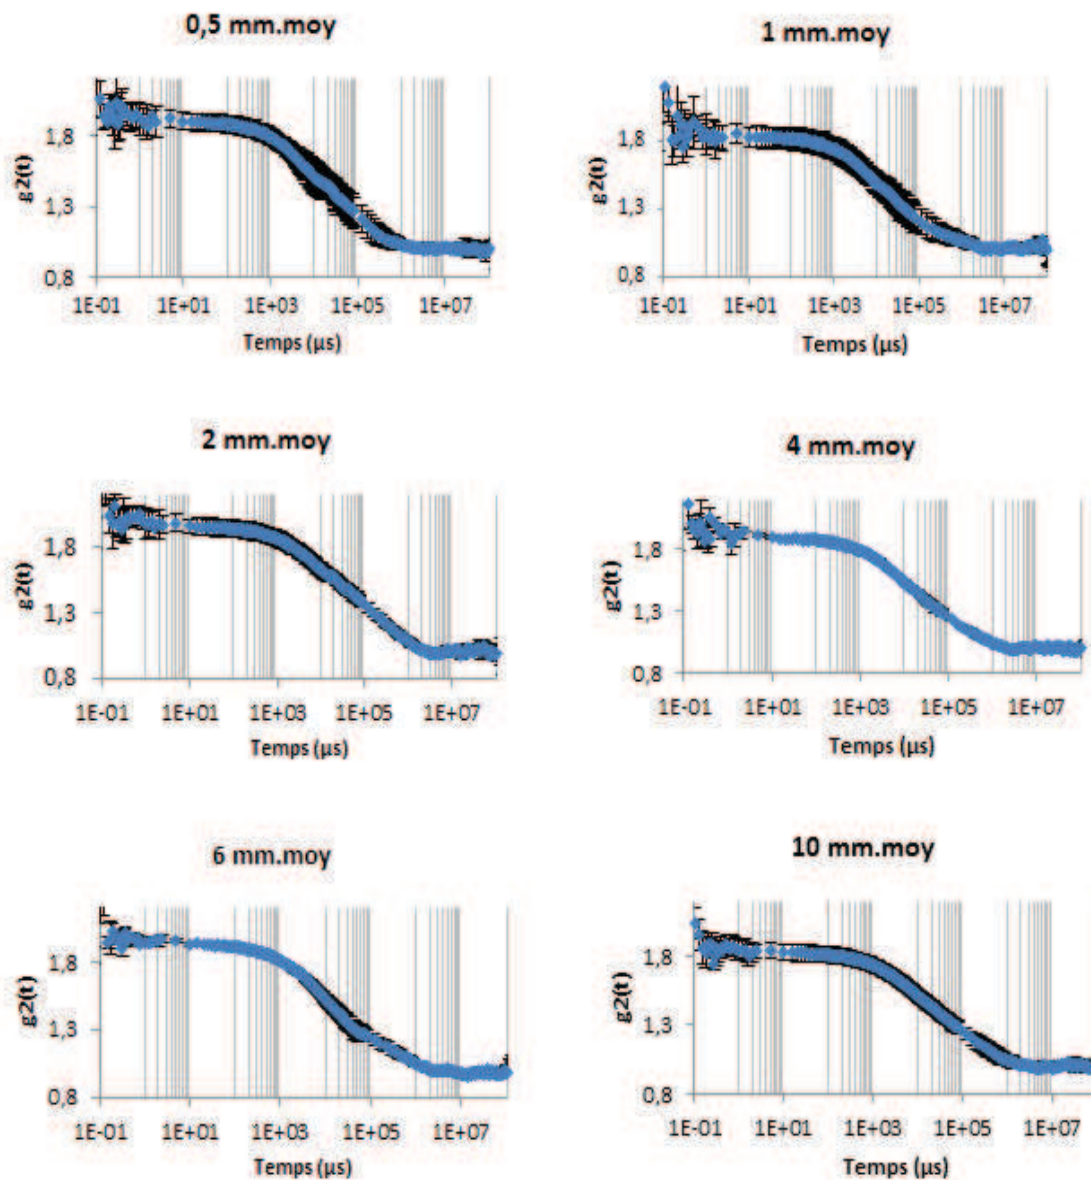 0,5 mm.moy
1,8
1,3
0,8
g2(t)
1E-01 1E+01 1E+03 1E+05 1E+07
Temps (µs)
1 mm.moy
1,8
1,3
0,8
g2(t)
1E-01 1E+01 1E+03 1E+05 1E+07
Temps (µs)
2 mm.moy
1,8
1,3
0,8
g2(t)
1E-01 1E+01 1E+03 1E+05 1E+07
Temps (µs)
4 mm.moy
1,8
1,3
0,8
g2(t)
1E-01 1E+01 1E+03 1E+05 1E+07
Temps (µs)
6 mm.moy
1,8
1,3
0,8
g2(t)
1E-01 1E+01 1E+03 1E+05 1E+07
Temps (µs)
10 mm.moy
1,8
1,3
0,8
g2(t)
1E-01 1E+01 1E+03 1E+05 1E+07
Temps (µs)